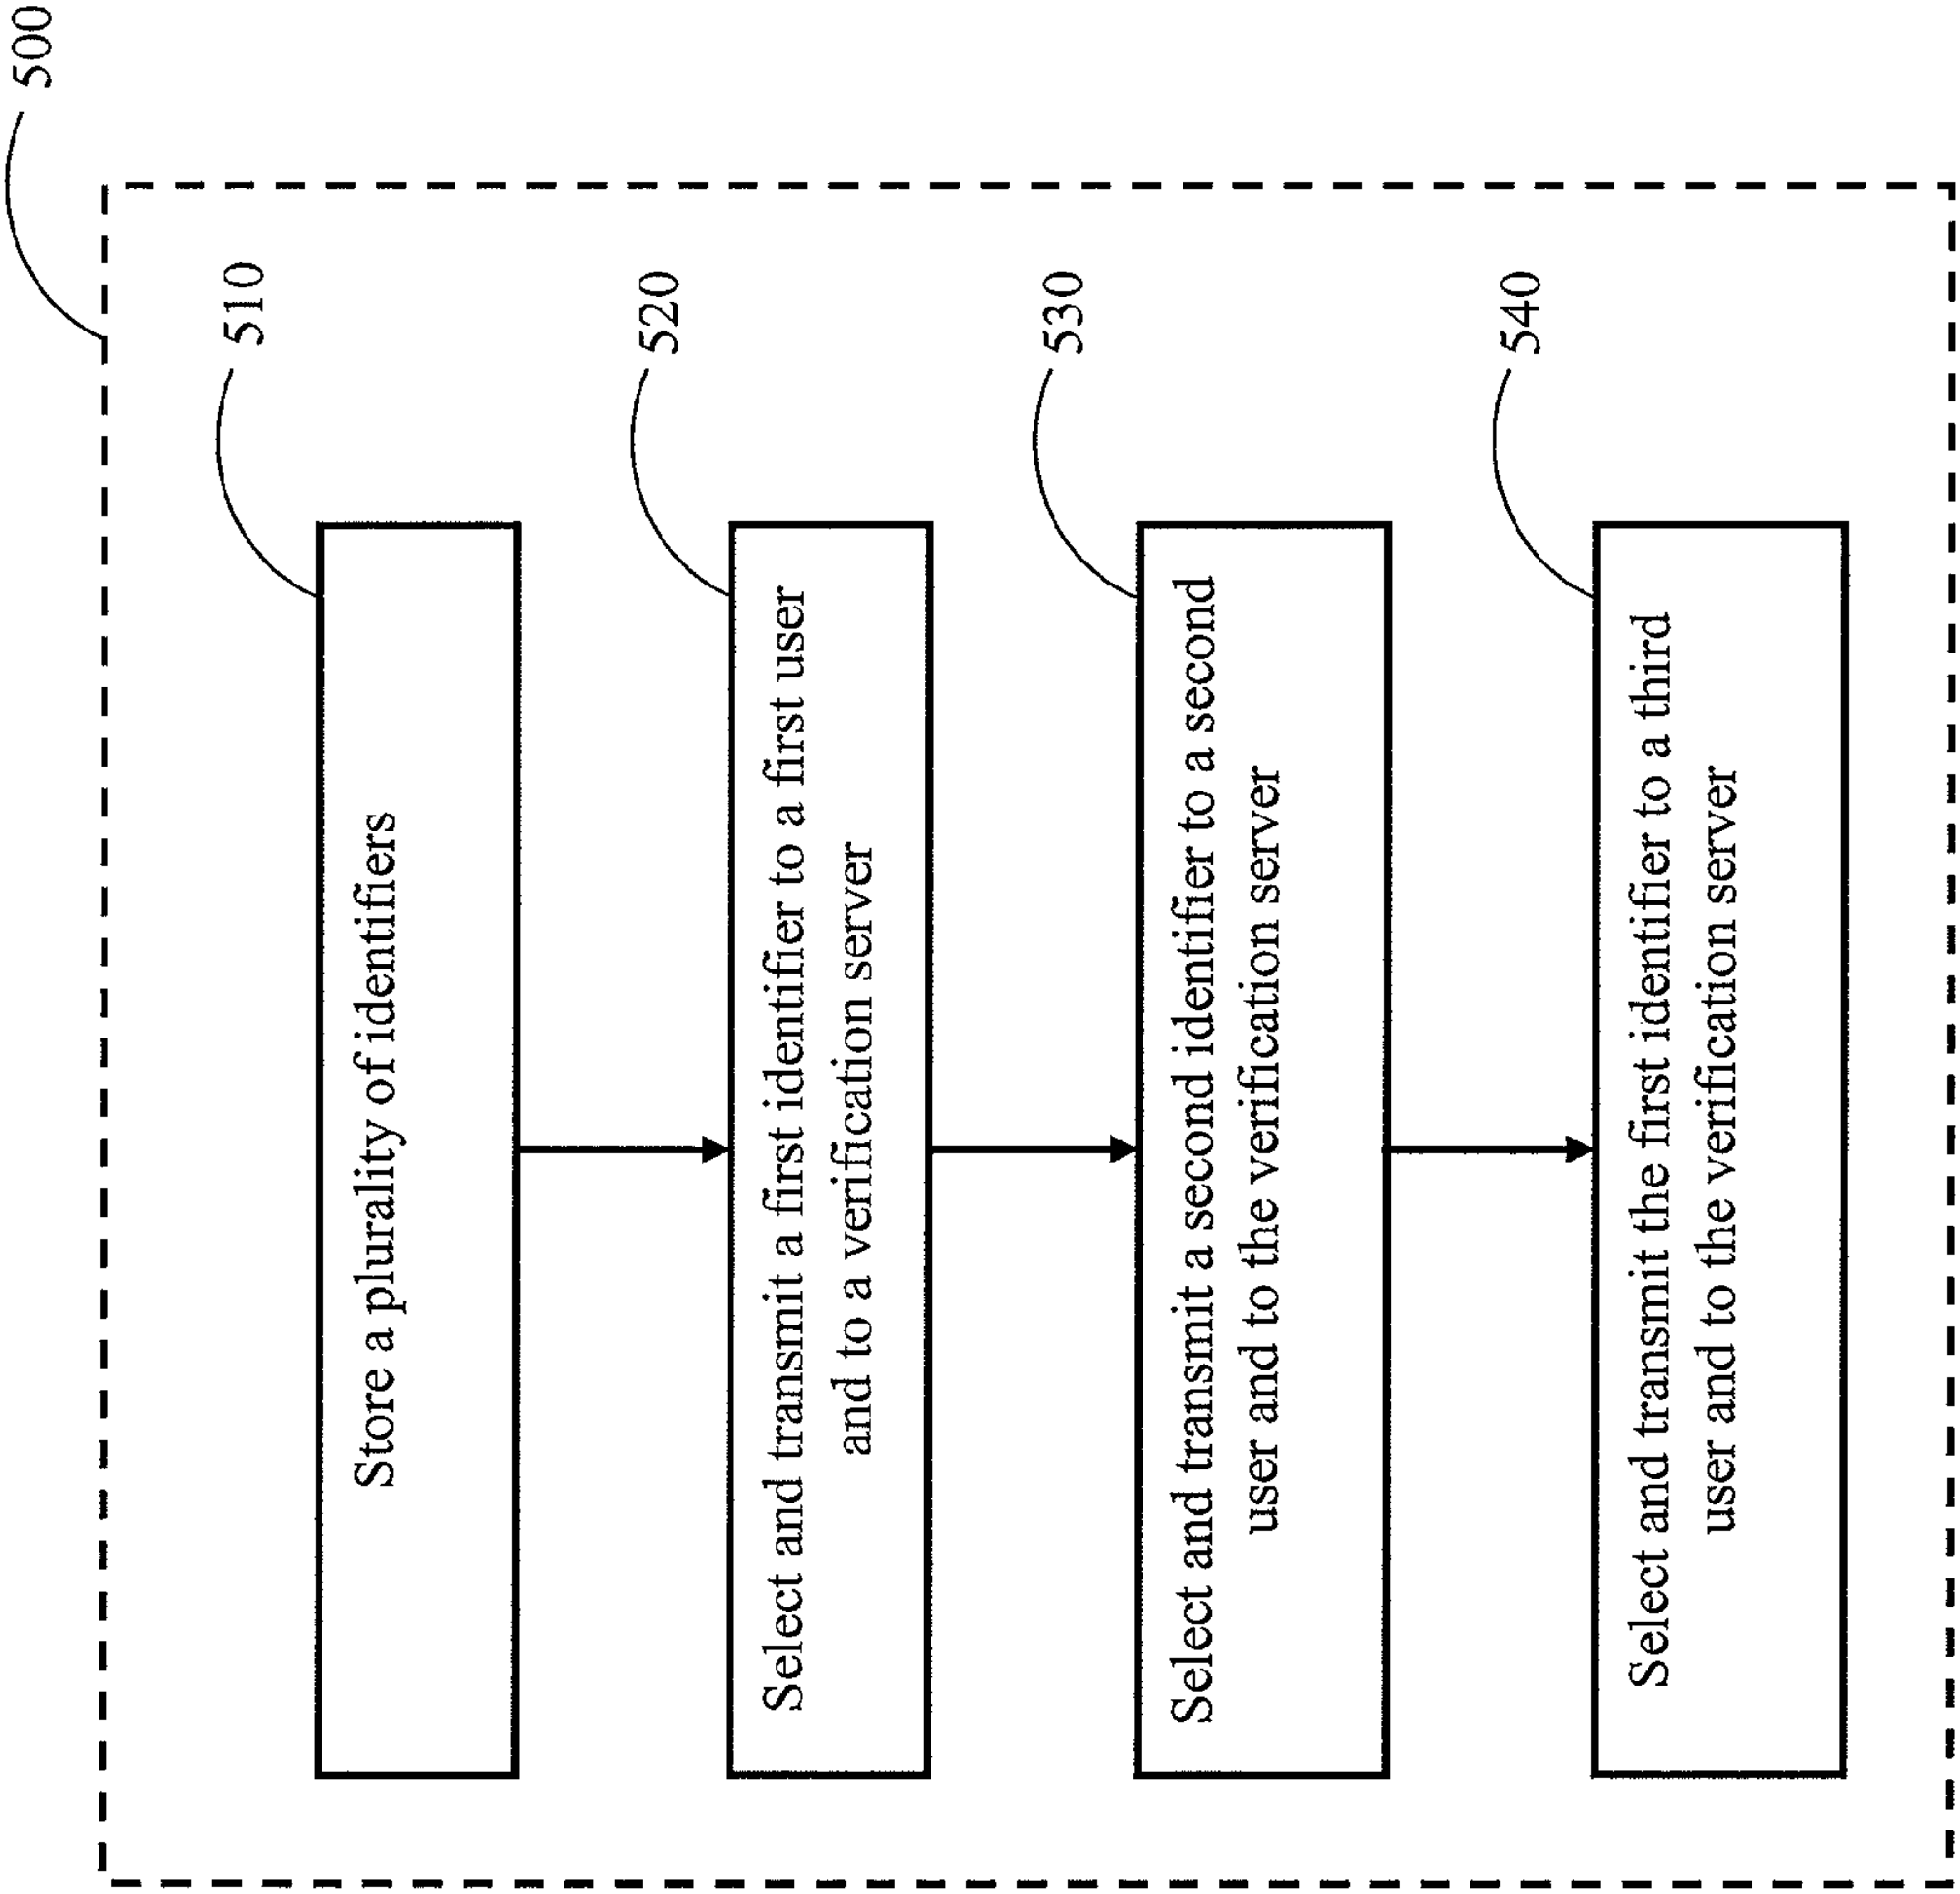 500
510
Store a plurality of identifiers
520
Select and transmit a first identifier to a first user
and to a verification server
530
Select and transmit a second identifier to a second
user and to the verification server
540
Select and transmit the first identifier to a third
user and to the verification server